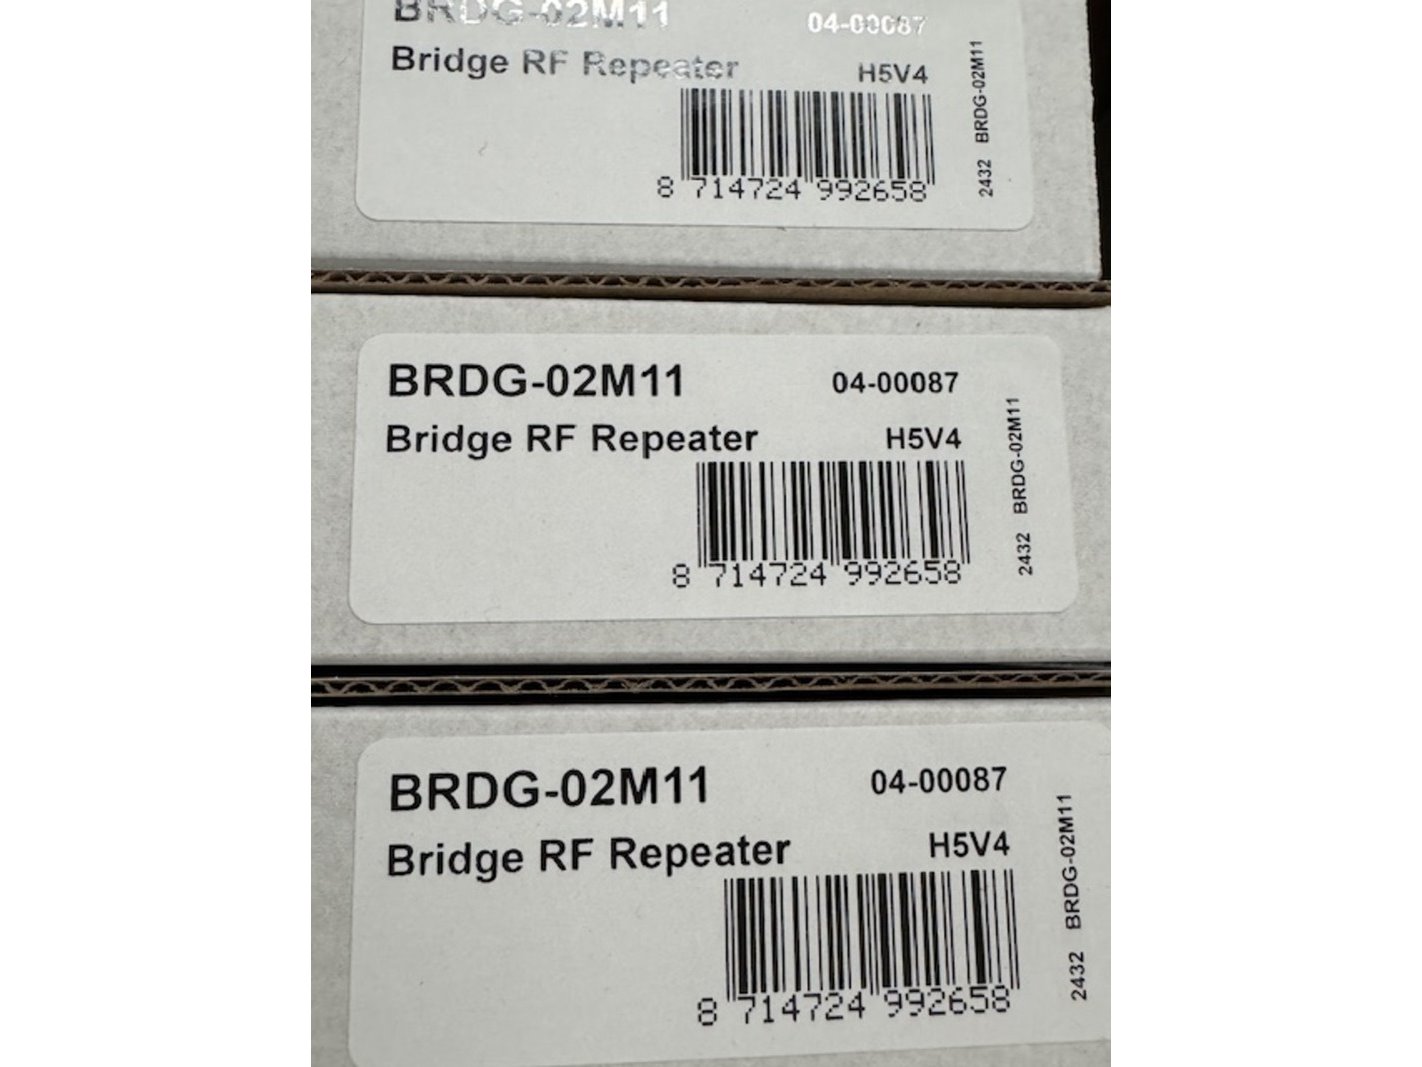 BRDG-02M11
04-00087
Bridge RF Repeater
H5V4
8 714724 992658
2432 BRDG-02M11
BRDG-02M11
04-00087
Bridge RF Repeater
H5V4
8 714724 992658
2432 BRDG-02M11
BRDG-02M11
04-00087
Bridge RF Repeater
H5V4
8 714724 992658
2432 BRDG-02M11